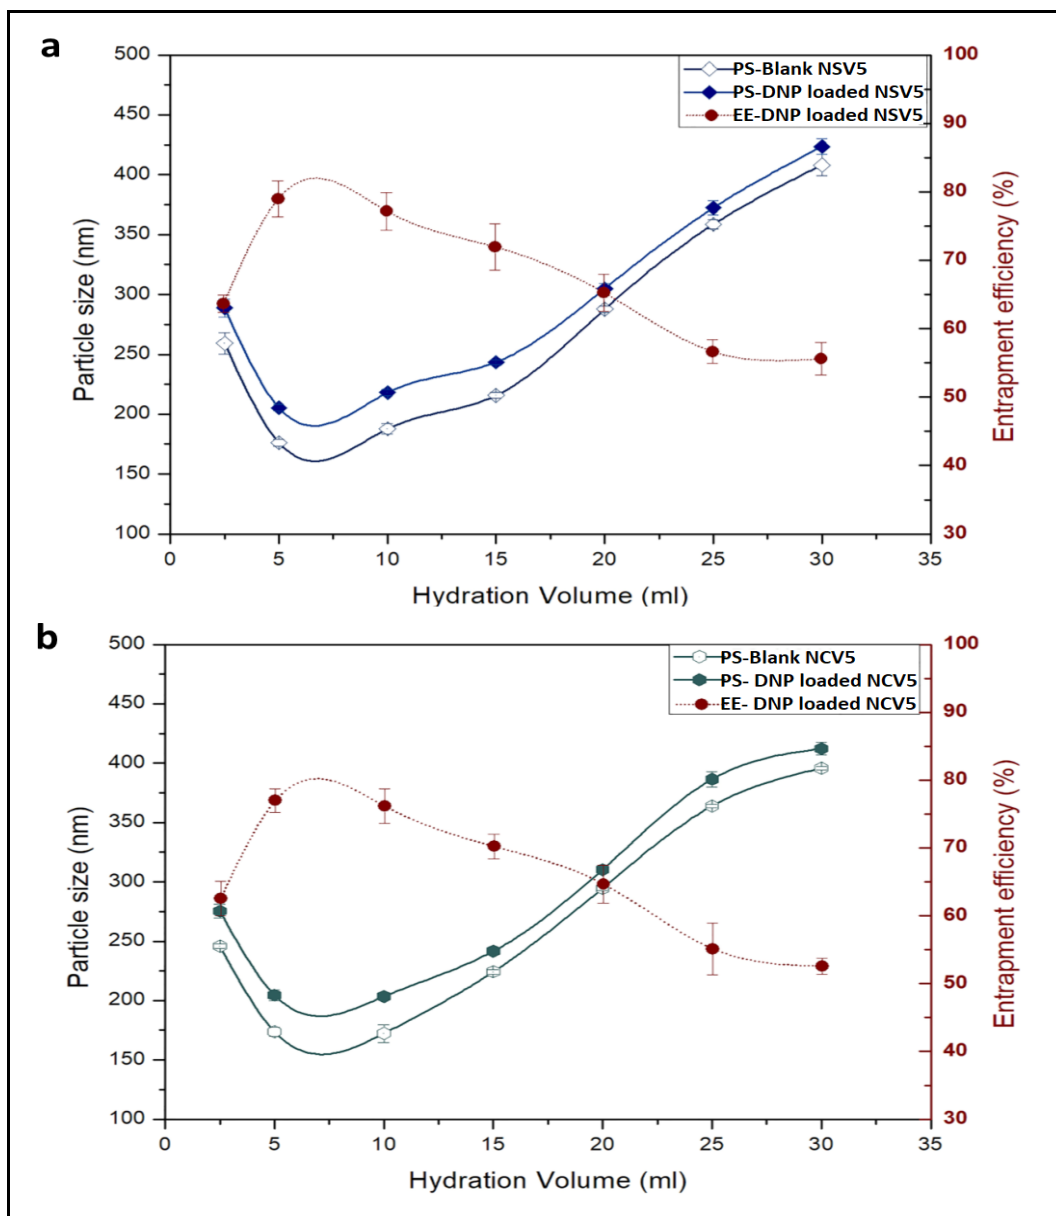 a
PS-Blank NSV5
PS-DNP loaded NSV5
EE-DNP loaded NSV5
500
450
400
350
300
250
200
150
100
Particle size (nm)
100
90
80
70
60
50
40
30
Entrapment efficiency (%)
0 5 10 15 20 25 30 35
Hydration Volume (ml)
b
PS-Blank NCV5
PS- DNP loaded NCV5
EE- DNP loaded NCV5
500
450
400
350
300
250
200
150
100
Particle size (nm)
100
90
80
70
60
50
40
30
Entrapment efficiency (%)
0 5 10 15 20 25 30 35
Hydration Volume (ml)